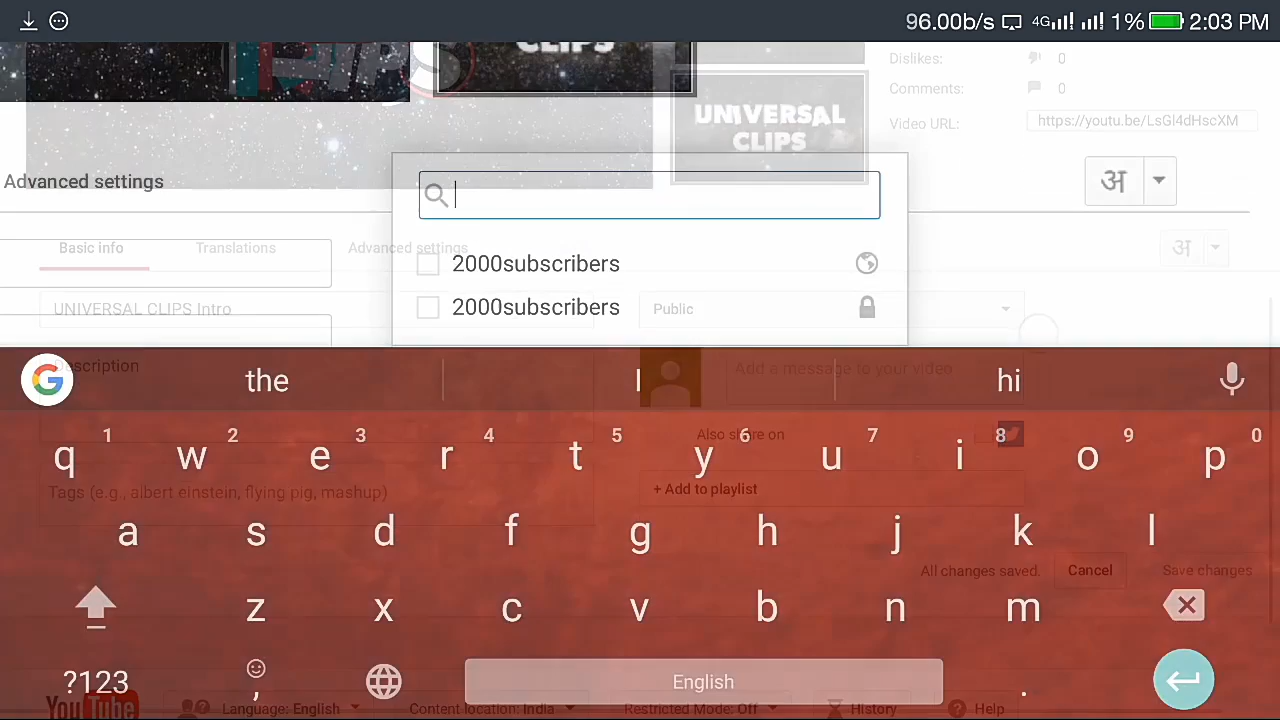 96.00b/s 4G 1% 2:03 PM
CLIPS
Dislikes: 0
Comments: 0
UNIVERSAL
CLIPS
Video URL: https://youtu.be/LsGl4dHscXM
Advanced settings
अ
Basic info Translations Advanced settings
अ
2000subscribers
2000subscribers
UNIVERSAL CLIPS Intro
Public
Description
Add a message to your video
the I hi
Also share on
1 2 3 4 5 6 7 8 9 0
q w e r t y u i o p
Tags (e.g., albert einstein, flying pig, mashup)
+ Add to playlist
a s d f g h j k l
All changes saved. Cancel Save changes
z x c v b n m
?123 , English .
YouTube Language: English Content location: India Restricted Mode: Off History Help